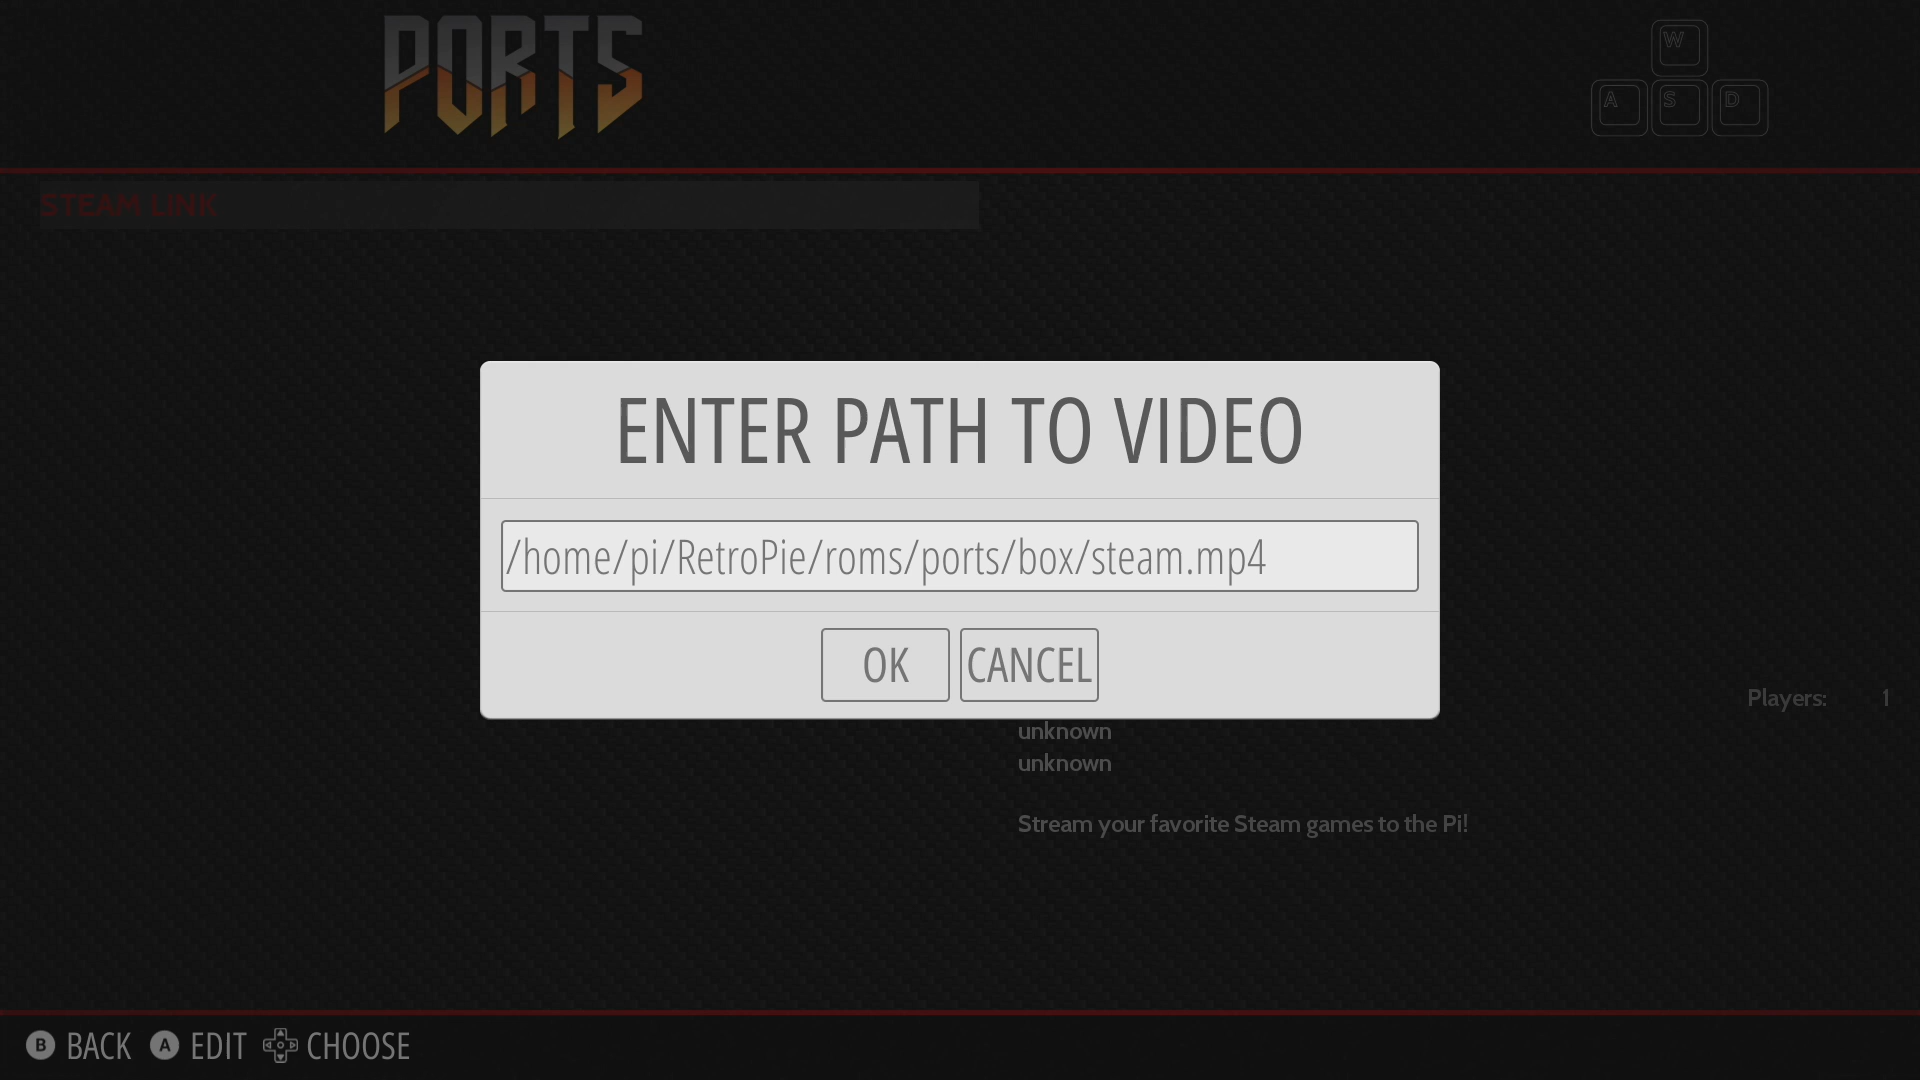 PORTS
W
A S D
STEAM LINK
ENTER PATH TO VIDEO
/home/pi/RetroPie/roms/ports/box/steam.mp4
OK CANCEL
Players: 1
unknown
unknown
Stream your favorite Steam games to the Pi!
B BACK A EDIT CHOOSE